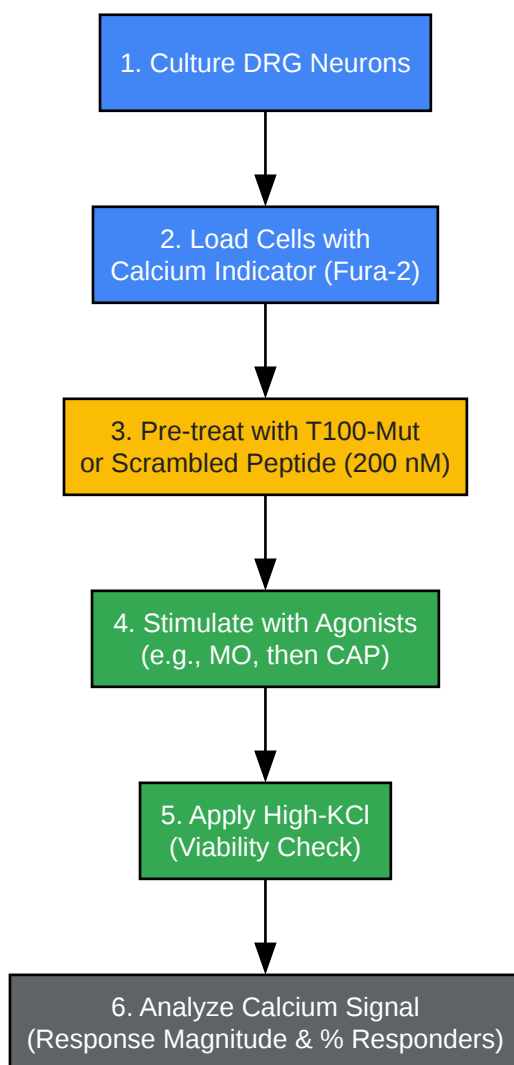 1. Culture DRG Neurons
2. Load Cells with
Calcium Indicator (Fura-2)
3. Pre-treat with T100-Mut
or Scrambled Peptide (200 nM)
4. Stimulate with Agonists
(e.g., MO, then CAP)
5. Apply High-KCl
(Viability Check)
6. Analyze Calcium Signal
(Response Magnitude & % Responders)